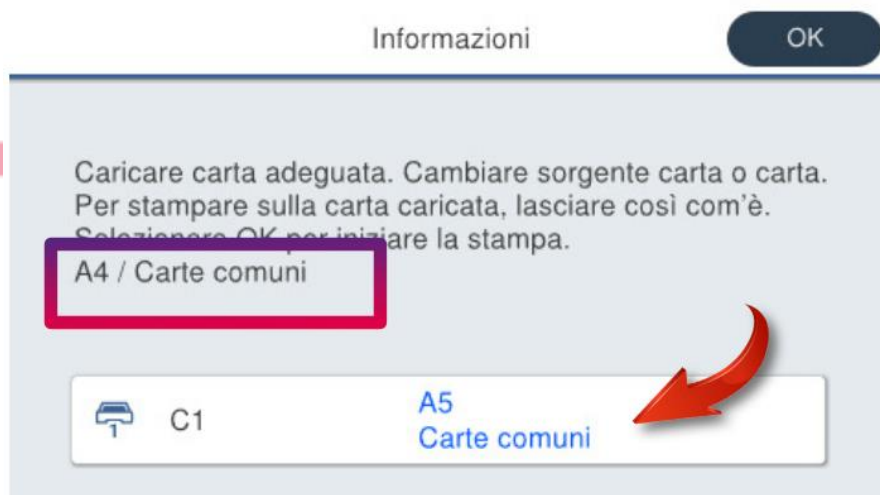 Informazioni
OK
Caricare carta adeguata. Cambiare sorgente carta o carta.
Per stampare sulla carta caricata, lasciare così com'è.
Selezionare OK per iniziare la stampa.
A4 / Carte comuni
1
C1
A5
Carte comuni